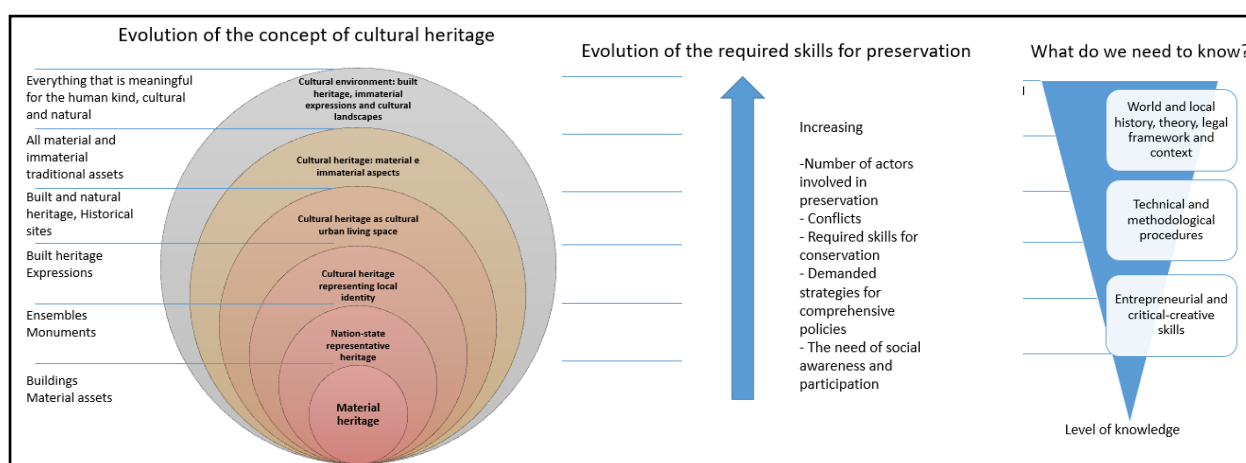 Evolution of the concept of cultural heritage
Everything that is meaningful
for the human kind, cultural
and natural
All material and
immaterial
traditional assets
Built and natural
heritage, Historical
sites
Built heritage
Expressions
Ensembles
Monuments
Buildings
Material assets
Cultural environment: built
heritage, immaterial
expressions and cultural
landscapes
Cultural heritage: material e
immaterial aspects
Cultural heritage as cultural
urban living space
Cultural heritage
representing local
identity
Nation-state
representative
heritage
Material
heritage
Evolution of the required skills for preservation
Increasing
-Number of actors
involved in
preservation
- Conflicts
- Required skills for
conservation
- Demanded
strategies for
comprehensive
policies
- The need of social
awareness and
participation
What do we need to know?
World and local
history, theory, legal
framework and
context
Technical and
methodological
procedures
Entrepreneurial and
critical-creative
skills
Level of knowledge